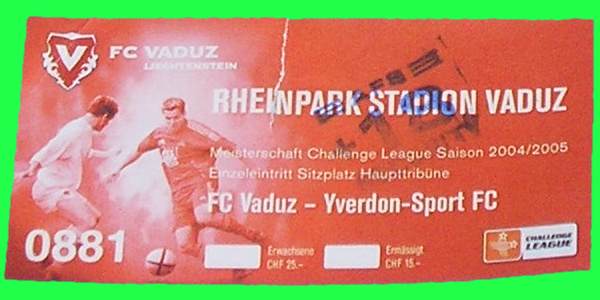 V
FC VADUZ
LIECHTENSTEIN
RHEINPARK STADION VADUZ
Meisterschaft Challenge League Saison 2004/2005
Einzeleintritt Sitzplatz Haupttribüne
FC Vaduz – Yverdon-Sport FC
0881
Erwachsene
CHF 25.–
Ermässigt
CHF 15.–
CHALLENGE
LEAGUE